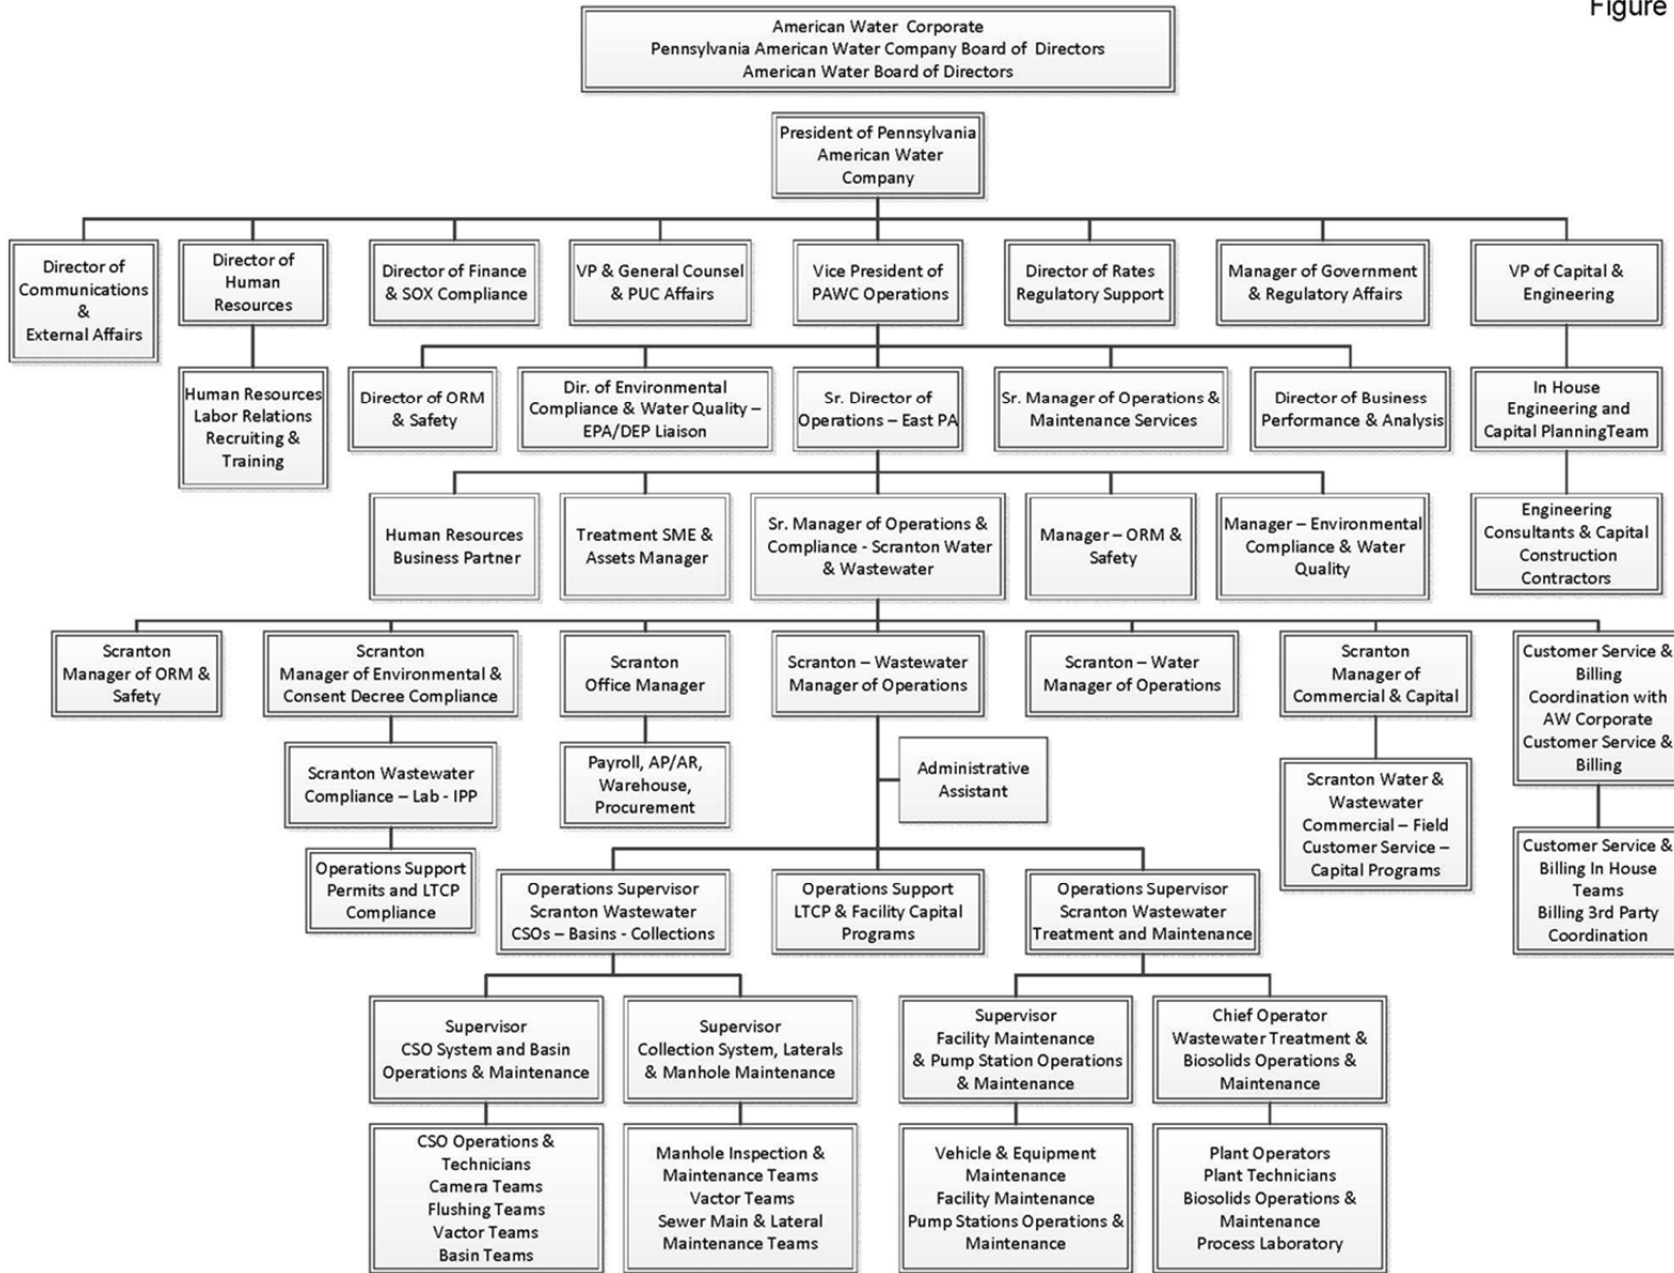 Figure
American Water Corporate
Pennsylvania American Water Company Board of Directors
American Water Board of Directors
President of Pennsylvania
American Water
Company
Director of
Communications
&
External Affairs
Director of
Human
Resources
Director of Finance
& SOX Compliance
VP & General Counsel
& PUC Affairs
Vice President of
PAWC Operations
Director of Rates
Regulatory Support
Manager of Government
& Regulatory Affairs
VP of Capital &
Engineering
Human Resources
Labor Relations
Recruiting &
Training
Director of ORM
& Safety
Dir. of Environmental
Compliance & Water Quality –
EPA/DEP Liaison
Sr. Director of
Operations – East PA
Sr. Manager of Operations &
Maintenance Services
Director of Business
Performance & Analysis
In House
Engineering and
Capital PlanningTeam
Human Resources
Business Partner
Treatment SME &
Assets Manager
Sr. Manager of Operations &
Compliance - Scranton Water
& Wastewater
Manager – ORM &
Safety
Manager – Environmental
Compliance & Water
Quality
Engineering
Consultants & Capital
Construction
Contractors
Scranton
Manager of ORM &
Safety
Scranton
Manager of Environmental &
Consent Decree Compliance
Scranton
Office Manager
Scranton – Wastewater
Manager of Operations
Scranton – Water
Manager of Operations
Scranton
Manager of
Commercial & Capital
Customer Service &
Billing
Coordination with
AW Corporate
Customer Service &
Billing
Scranton Wastewater
Compliance – Lab - IPP
Payroll, AP/AR,
Warehouse,
Procurement
Administrative
Assistant
Scranton Water &
Wastewater
Commercial – Field
Customer Service –
Capital Programs
Customer Service &
Billing In House
Teams
Billing 3rd Party
Coordination
Operations Support
Permits and LTCP
Compliance
Operations Supervisor
Scranton Wastewater
CSOs – Basins - Collections
Operations Support
LTCP & Facility Capital
Programs
Operations Supervisor
Scranton Wastewater
Treatment and Maintenance
Supervisor
CSO System and Basin
Operations & Maintenance
Supervisor
Collection System, Laterals
& Manhole Maintenance
Supervisor
Facility Maintenance
& Pump Station Operations
& Maintenance
Chief Operator
Wastewater Treatment &
Biosolids Operations &
Maintenance
CSO Operations &
Technicians
Camera Teams
Flushing Teams
Vactor Teams
Basin Teams
Manhole Inspection &
Maintenance Teams
Vactor Teams
Sewer Main & Lateral
Maintenance Teams
Vehicle & Equipment
Maintenance
Facility Maintenance
Pump Stations Operations &
Maintenance
Plant Operators
Plant Technicians
Biosolids Operations &
Maintenance
Process Laboratory